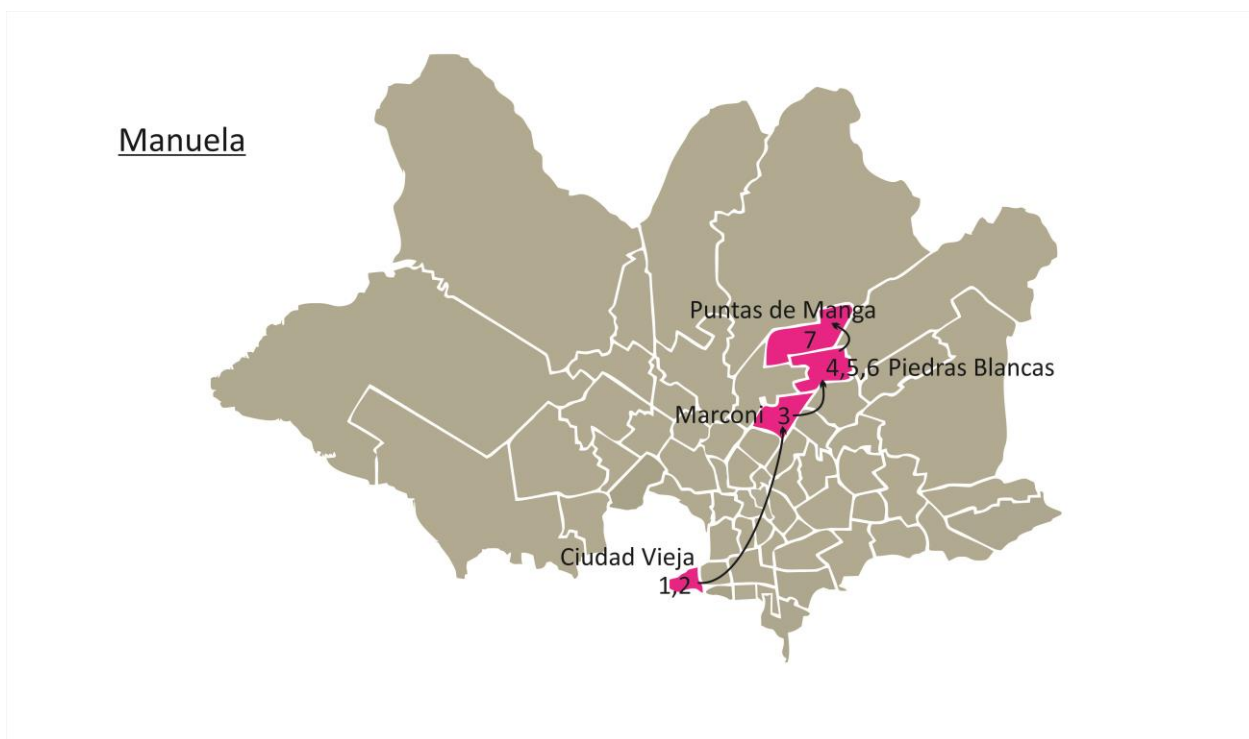 Manuela
Puntas de Manga
7
4,5,6 Piedras Blancas
Marconi 3
Ciudad Vieja
1,2